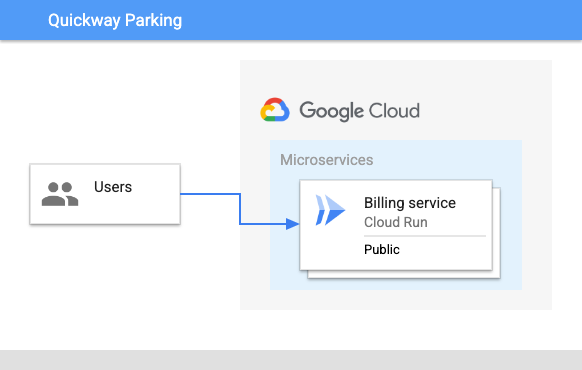 Quickway Parking
Google Cloud
Microservices
Users
Billing service
Cloud Run
Public